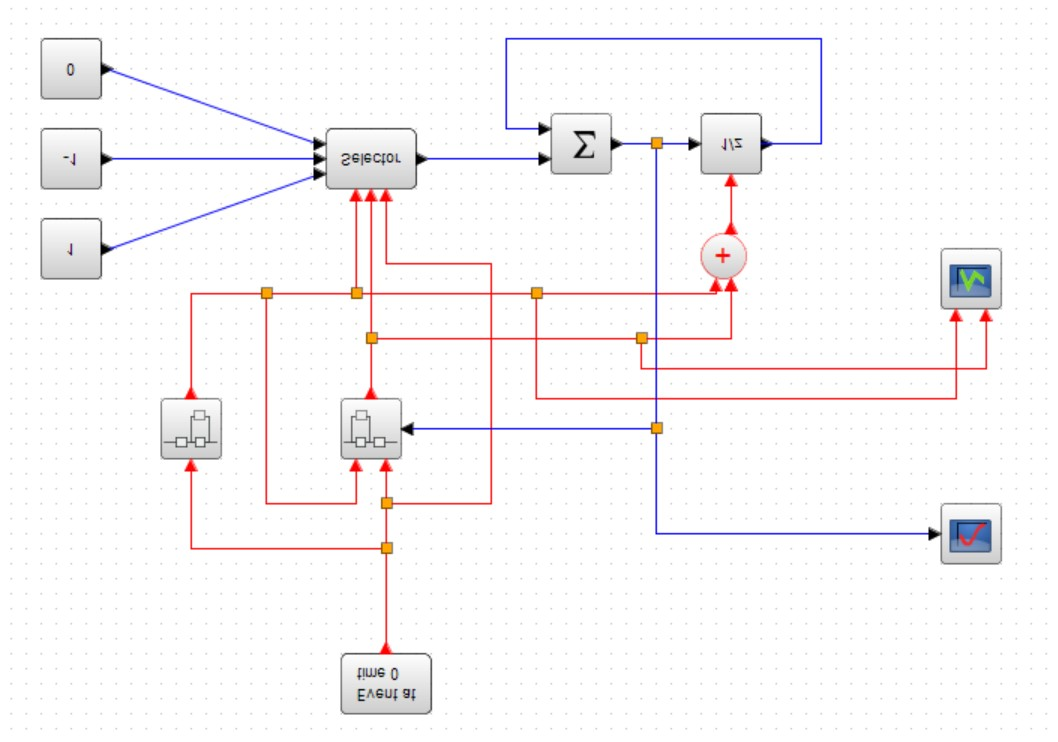 0
-1
1
Selector
Σ
1/z
+
Event at
time 0